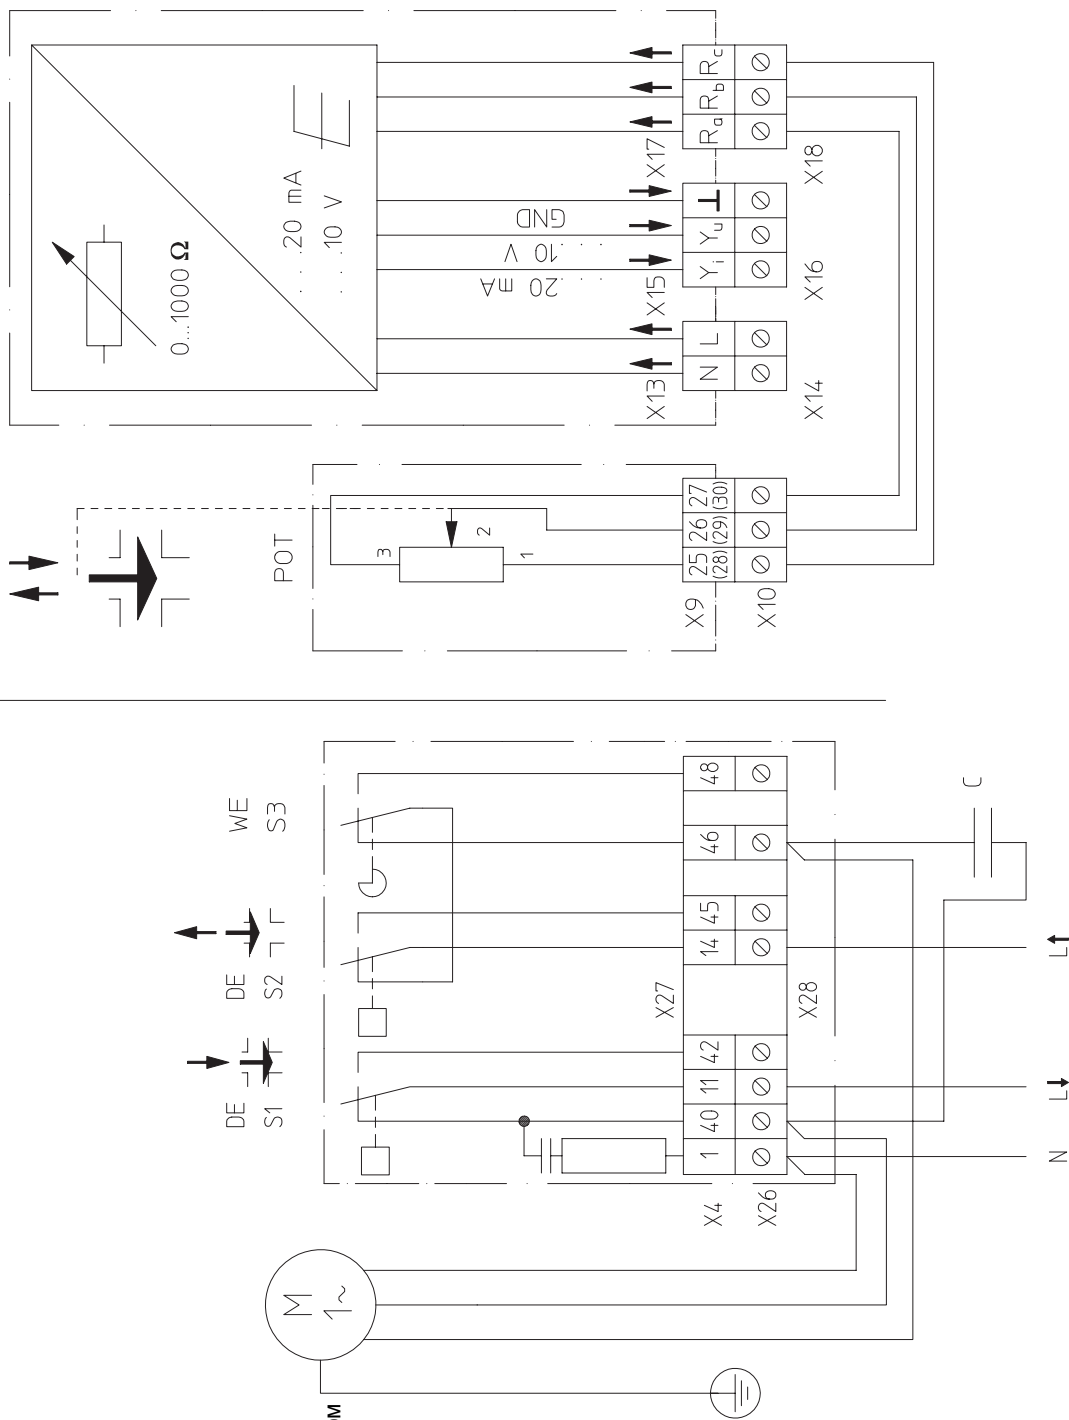 0...1000 Ω
. . .20 mA
. . .10 V
GND
. . .10 V
. . .20 mA
X17
X15
X13
Rc
Rb
Ra
⊥
Yu
Yi
L
N
X18
X16
X14
POT
3
2
1
27
(30)
26
(29)
25
(28)
X9
X10
WE
S3
DE
S2
DE
S1
48
46
45
14
X27
X28
42
11
40
1
X4
X26
C
L
L
N
M
1~